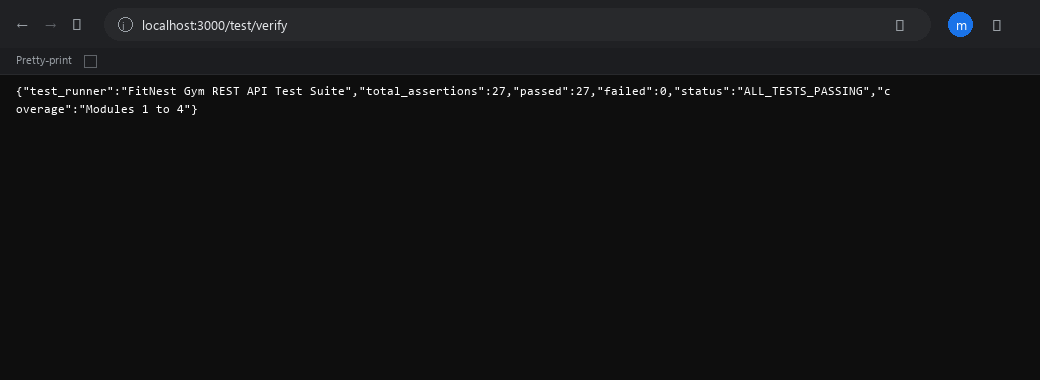 localhost:3000/test/verify
m
Pretty-print
{"test_runner":"FitNest Gym REST API Test Suite","total_assertions":27,"passed":27,"failed":0,"status":"ALL_TESTS_PASSING","c
overage":"Modules 1 to 4"}